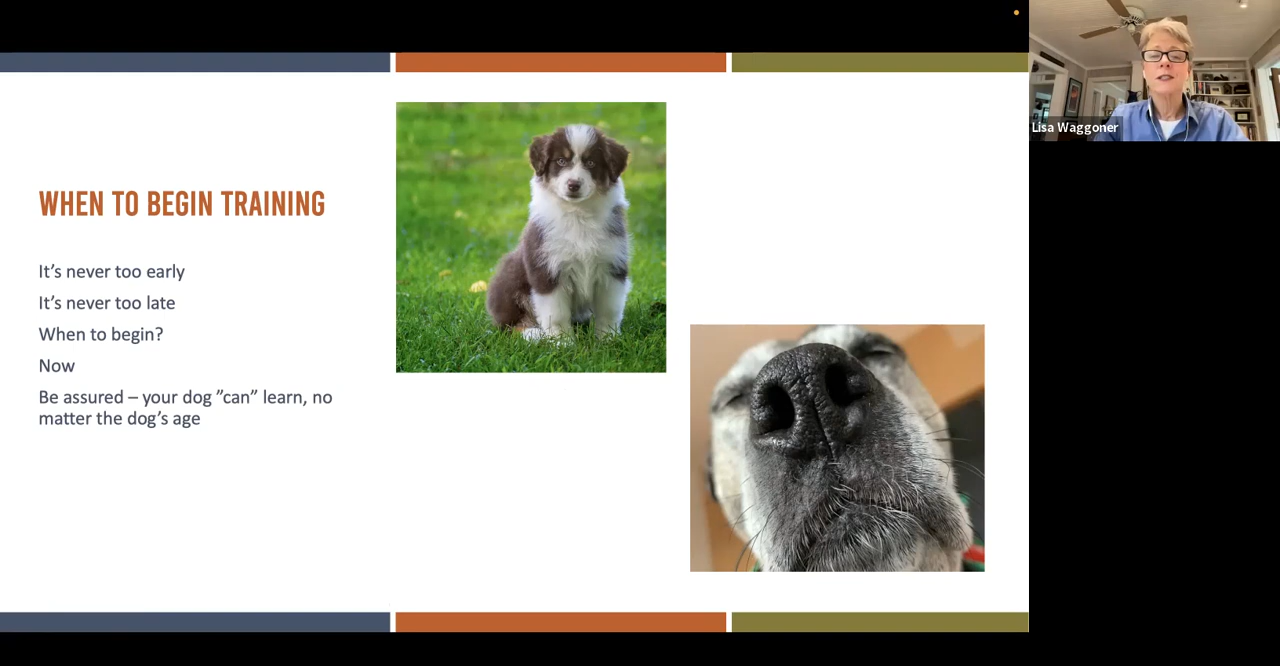 WHEN TO BEGIN TRAINING
It’s never too early
It’s never too late
When to begin?
Now
Be assured – your dog ”can” learn, no
matter the dog’s age
Lisa Waggoner